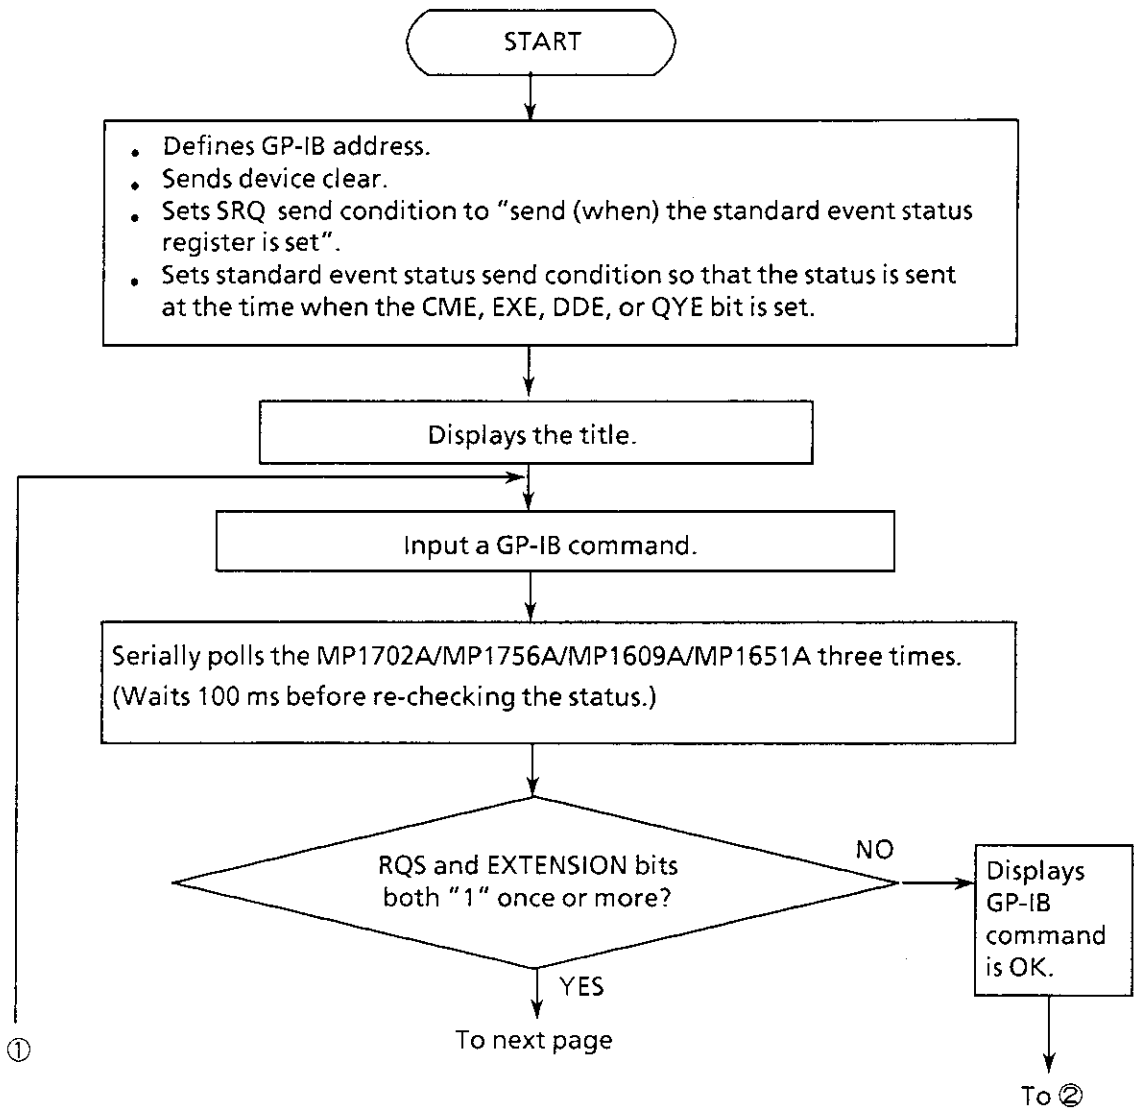 START
• Defines GP-IB address.
• Sends device clear.
• Sets SRQ send condition to "send (when) the standard event status
register is set".
• Sets standard event status send condition so that the status is sent
at the time when the CME, EXE, DDE, or QYE bit is set.
Displays the title.
Input a GP-IB command.
Serially polls the MP1702A/MP1756A/MP1609A/MP1651A three times.
(Waits 100 ms before re-checking the status.)
RQS and EXTENSION bits
both "1" once or more?
NO
Displays
GP-IB
command
is OK.
YES
To next page
①
To ②